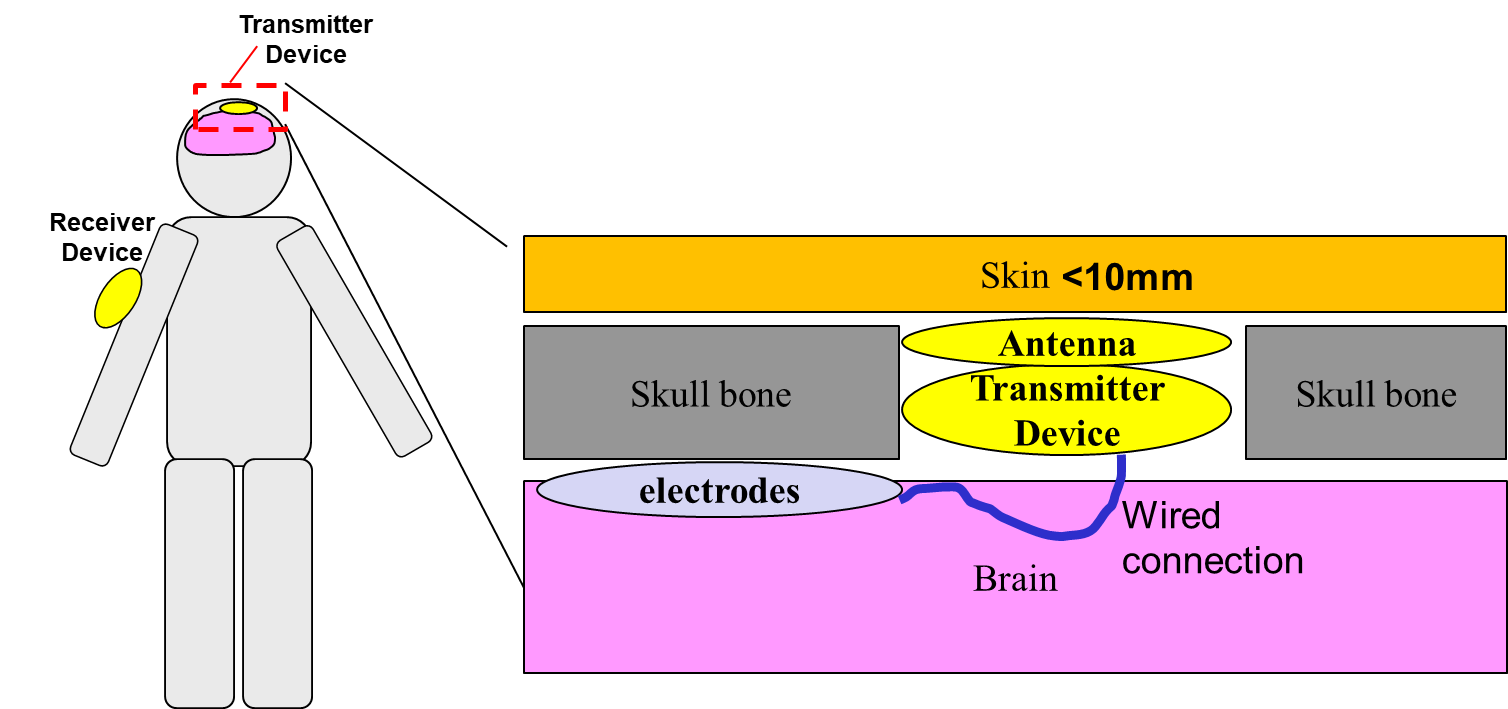 Transmitter
Device
Receiver
Device
Skin <10mm
Antenna
Skull bone
Transmitter
Device
Skull bone
electrodes
Wired
connection
Brain